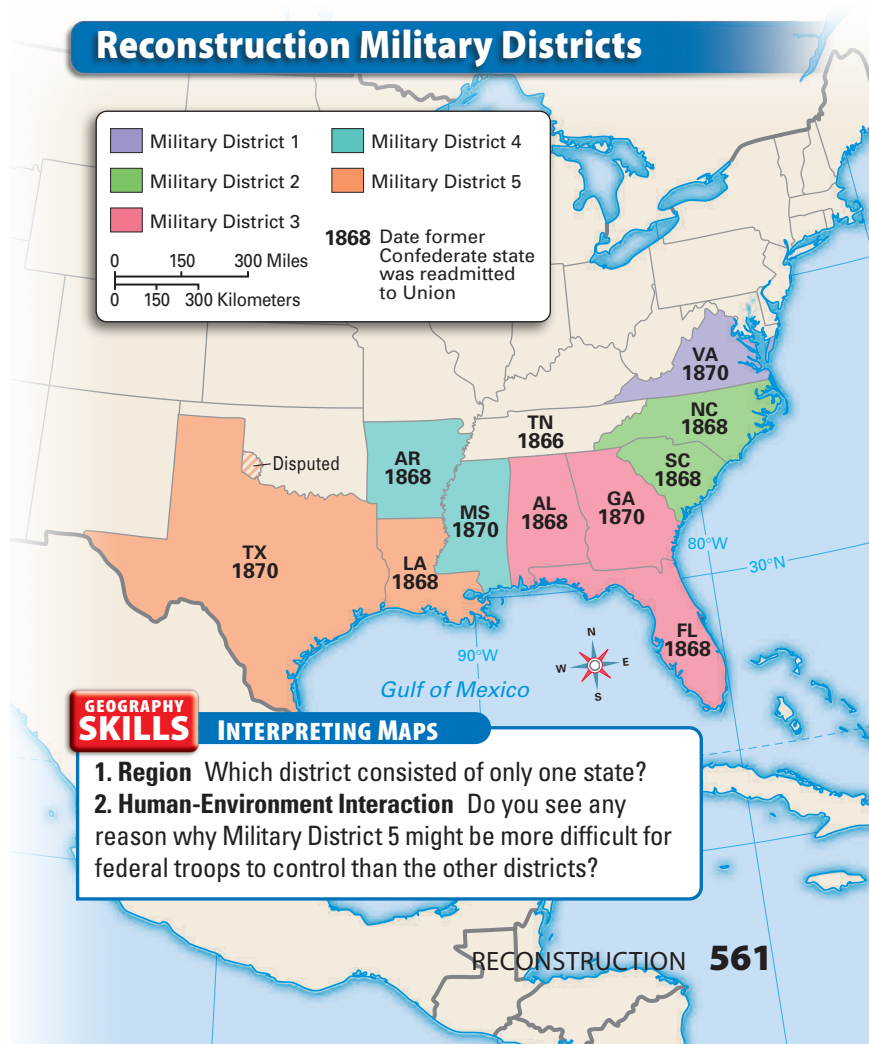 Reconstruction Military Districts
Military District 1
Military District 2
Military District 3
Military District 4
Military District 5
0 150 300 Miles
0 150 300 Kilometers
1868 Date former
Confederate state
was readmitted
to Union
VA
1870
NC
1868
TN
1866
SC
1868
Disputed
AR
1868
MS
1870
AL
1868
GA
1870
TX
1870
LA
1868
80°W
30°N
FL
1868
90°W
N
W
E
S
Gulf of Mexico
GEOGRAPHY
SKILLS
INTERPRETING MAPS
1. Region Which district consisted of only one state?
2. Human-Environment Interaction Do you see any
reason why Military District 5 might be more difficult for
federal troops to control than the other districts?
RECONSTRUCTION 561